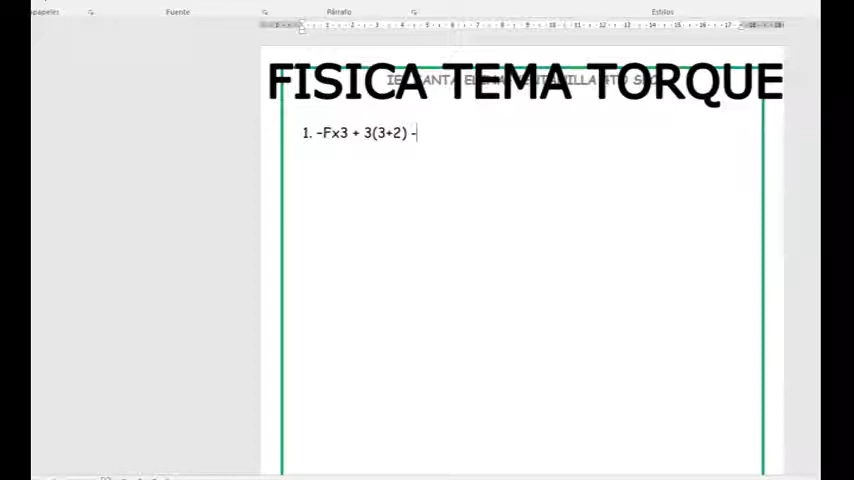 Fuente
Párrafo
Estilos
FISICA TEMA TORQUE
1. -Fx3 + 3(3+2) -